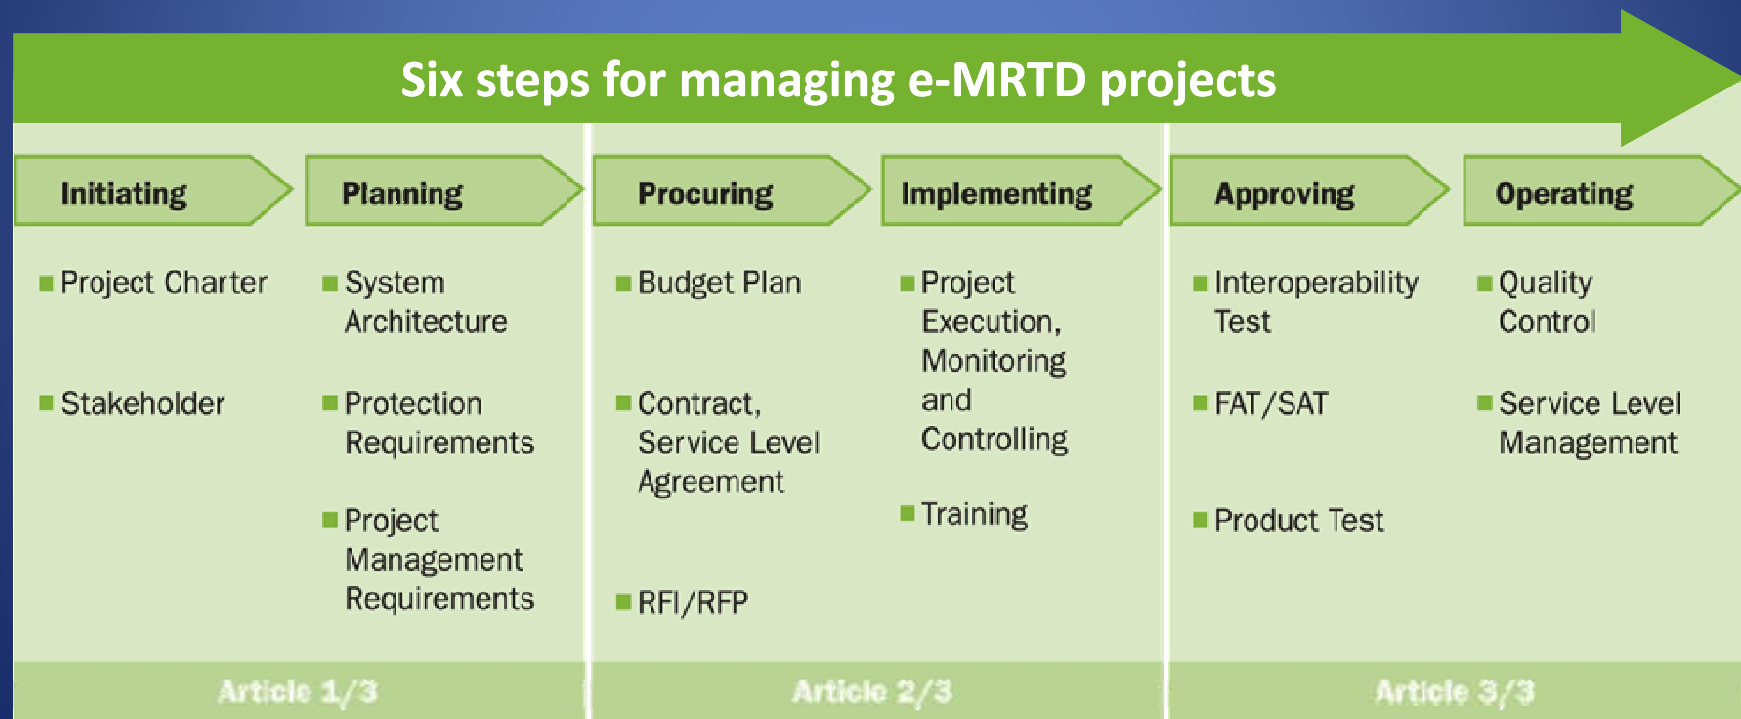 Six steps for managing e-MRTD projects
Initiating
Project Charter
Stakeholder
Planning
System
Architecture
Protection
Requirements
Project
Management
Requirements
Article 1/3
Procuring
Budget Plan
Contract,
Service Level
Agreement
RFI/RFP
Implementing
Project
Execution,
Monitoring
and
Controlling
Training
Article 2/3
Approving
Interoperability
Test
FAT/SAT
Product Test
Operating
Quality
Control
Service Level
Management
Article 3/3